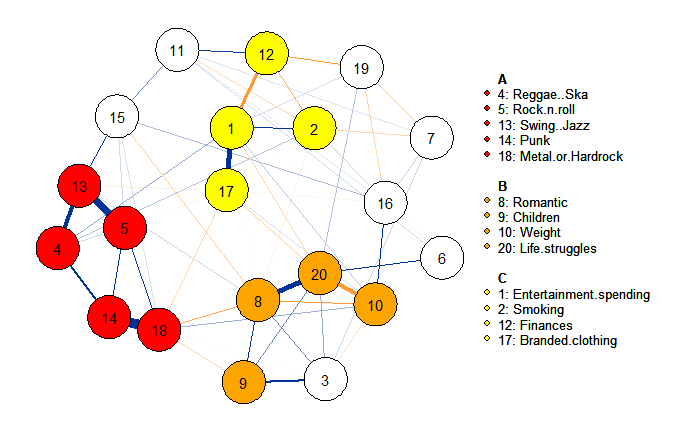 11
12
19
15
1
2
7
13
17
16
5
4
6
20
8
10
14
18
9
3
A
4: Reggae..Ska
5: Rock.n.roll
13: Swing..Jazz
14: Punk
18: Metal.or.Hardrock
B
8: Romantic
9: Children
10: Weight
20: Life.struggles
C
1: Entertainment.spending
2: Smoking
12: Finances
17: Branded.clothing